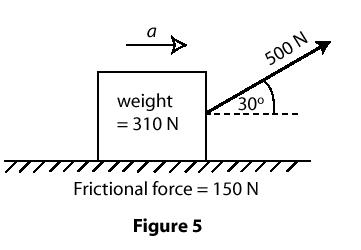 a
500 N
30°
weight
= 310 N
Frictional force = 150 N
Figure 5